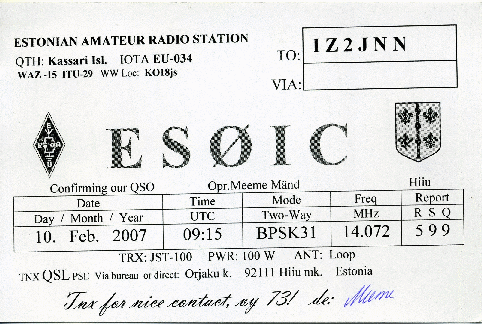 ESTONIAN AMATEUR RADIO STATION
QTH: Kassari Isl. IOTA EU-034
WAZ -15 ITU-29 WW Loc: KO18js
TO: IZ2JNN
VIA:
ESØIC
Confirming our QSO Opr.Meeme Mänd Hiiu
Date Time Mode Freq Report
Day / Month / Year UTC Two-Way MHz R S Q
10. Feb. 2007 09:15 BPSK31 14.072 599
TRX: JST-100 PWR: 100 W ANT: Loop
TNX QSL PSE Via bureau or direct: Orjaku k. 92111 Hiiu mk. Estonia
Tnx for nice contact, ay 73! de: Meeme